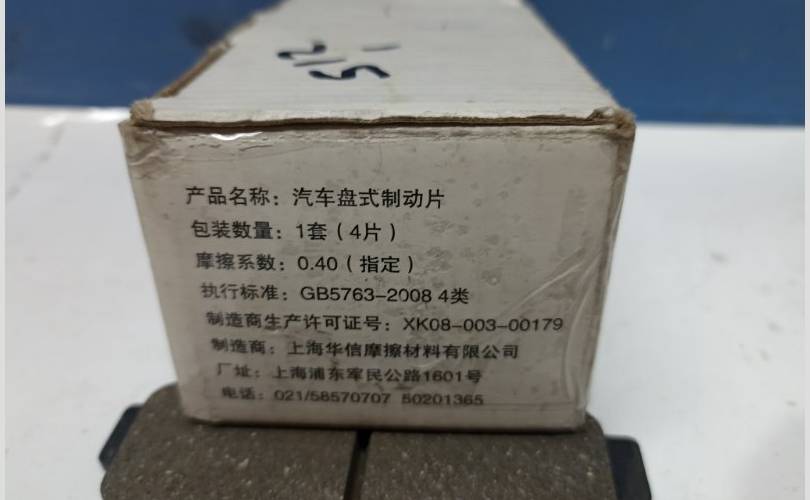 215
产品名称：汽车盘式制动片
包装数量：1套（4片）
摩擦系数：0.40（指定）
执行标准：GB5763-2008 4类
制造商生产许可证号：XK08-003-00179
制造商：上海华信摩擦材料有限公司
厂址：上海浦东军民公路1601号
电话：021/58570707 50201365